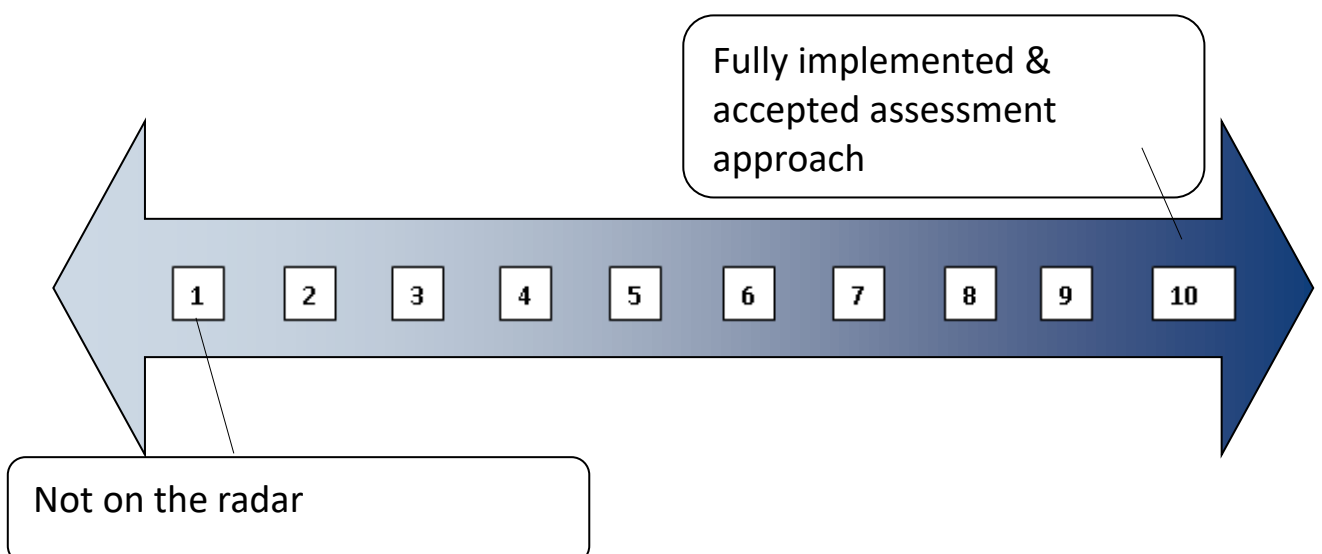 Fully implemented &
accepted assessment
approach
1 2 3 4 5 6 7 8 9 10
Not on the radar